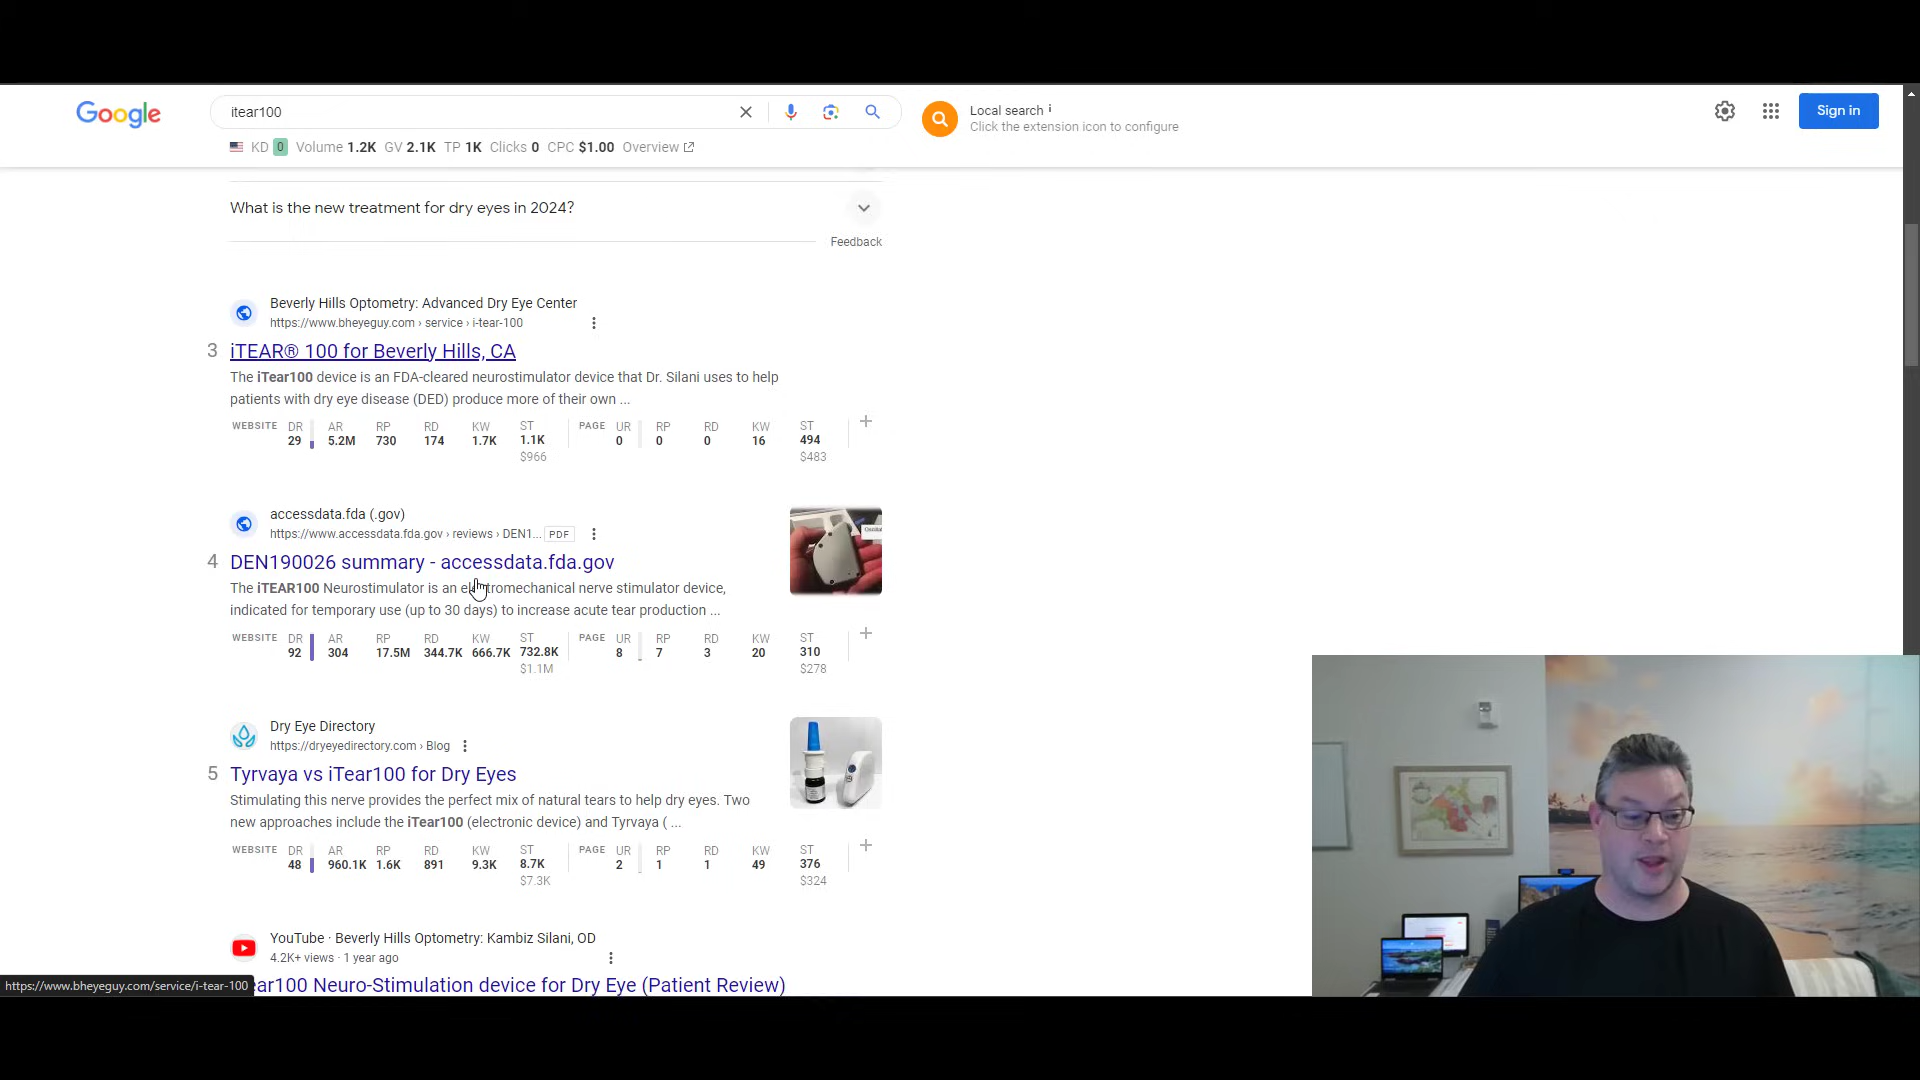 Google
itear100
Local search i
Click the extension icon to configure
Sign in
KD 0 Volume 1.2K GV 2.1K TP 1K Clicks 0 CPC $1.00 Overview
What is the new treatment for dry eyes in 2024?
Feedback
Beverly Hills Optometry: Advanced Dry Eye Center
https://www.bheyeguy.com › service › i-tear-100
3 iTEAR® 100 for Beverly Hills, CA
The iTear100 device is an FDA-cleared neurostimulator device that Dr. Silani uses to help
patients with dry eye disease (DED) produce more of their own ...
WEBSITE DR AR RP RD KW ST PAGE UR RP RD KW ST
29 5.2M 730 174 1.7K 1.1K 0 0 0 16 494
$966 $483
accessdata.fda (.gov)
https://www.accessdata.fda.gov › reviews › DEN1... PDF
4 DEN190026 summary - accessdata.fda.gov
The iTEAR100 Neurostimulator is an electromechanical nerve stimulator device,
indicated for temporary use (up to 30 days) to increase acute tear production ...
WEBSITE DR AR RP RD KW ST PAGE UR RP RD KW ST
92 304 17.5M 344.7K 666.7K 732.8K 8 7 3 20 310
$1.1M $278
Dry Eye Directory
https://dryeyedirectory.com › Blog
5 Tyrvaya vs iTear100 for Dry Eyes
Stimulating this nerve provides the perfect mix of natural tears to help dry eyes. Two
new approaches include the iTear100 (electronic device) and Tyrvaya ( ...
WEBSITE DR AR RP RD KW ST PAGE UR RP RD KW ST
48 960.1K 1.6K 891 9.3K 8.7K 2 1 1 49 376
$7.3K $324
YouTube · Beverly Hills Optometry: Kambiz Silani, OD
4.2K+ views · 1 year ago
ear100 Neuro-Stimulation device for Dry Eye (Patient Review)
https://www.bheyeguy.com/service/i-tear-100